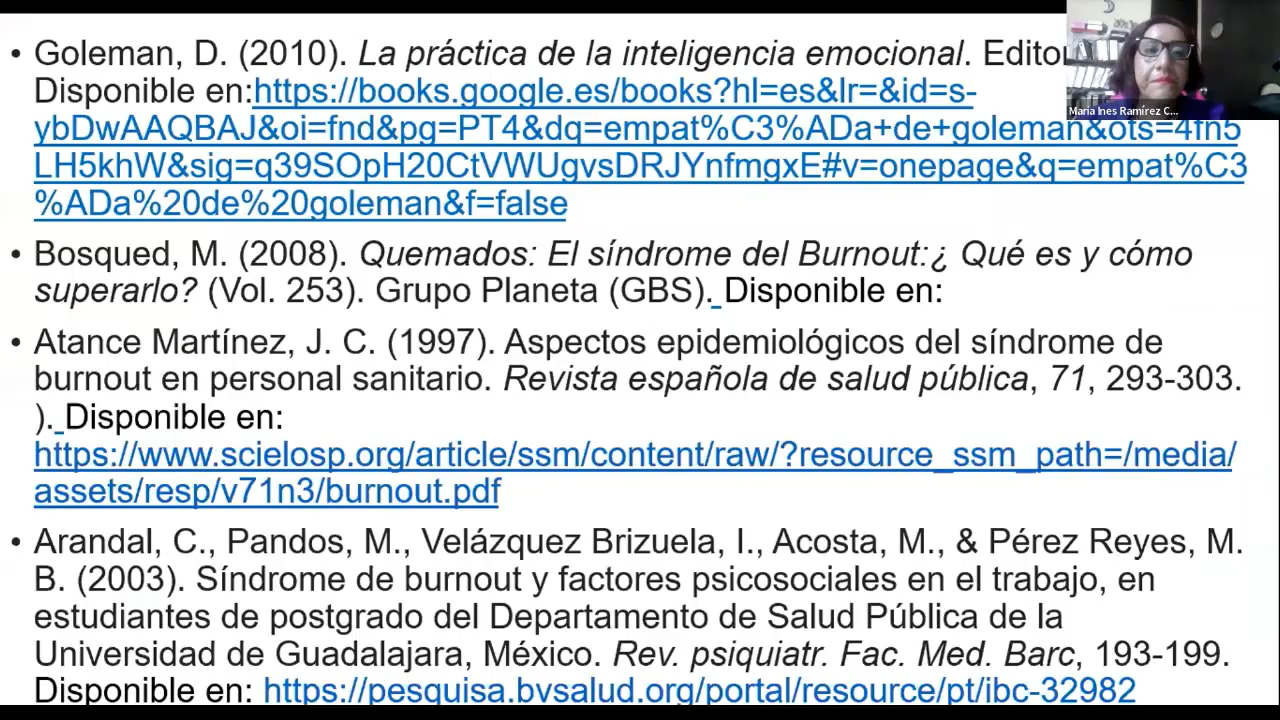 • Goleman, D. (2010). La práctica de la inteligencia emocional. Edito
Disponible en:https://books.google.es/books?hl=es&lr=&id=s-
ybDwAAQBAJ&oi=fnd&pg=PT4&dq=empat%C3%ADa+de+goleman&ots=4fh5
LH5khW&sig=q39SOpH20CtVWUgvsDRJYnfmgxE#v=onepage&q=empat%C3
%ADa%20de%20goleman&f=false
María Ines Ramírez C...
• Bosqued, M. (2008). Quemados: El síndrome del Burnout:¿ Qué es y cómo
superarlo? (Vol. 253). Grupo Planeta (GBS). Disponible en:
• Atance Martínez, J. C. (1997). Aspectos epidemiológicos del síndrome de
burnout en personal sanitario. Revista española de salud pública, 71, 293-303.
). Disponible en:
https://www.scielosp.org/article/ssm/content/raw/?resource_ssm_path=/media/
assets/resp/v71n3/burnout.pdf
• Arandal, C., Pandos, M., Velázquez Brizuela, I., Acosta, M., & Pérez Reyes, M.
B. (2003). Síndrome de burnout y factores psicosociales en el trabajo, en
estudiantes de postgrado del Departamento de Salud Pública de la
Universidad de Guadalajara, México. Rev. psiquiatr. Fac. Med. Barc, 193-199.
Disponible en: https://pesquisa.bvsalud.org/portal/resource/pt/ibc-32982